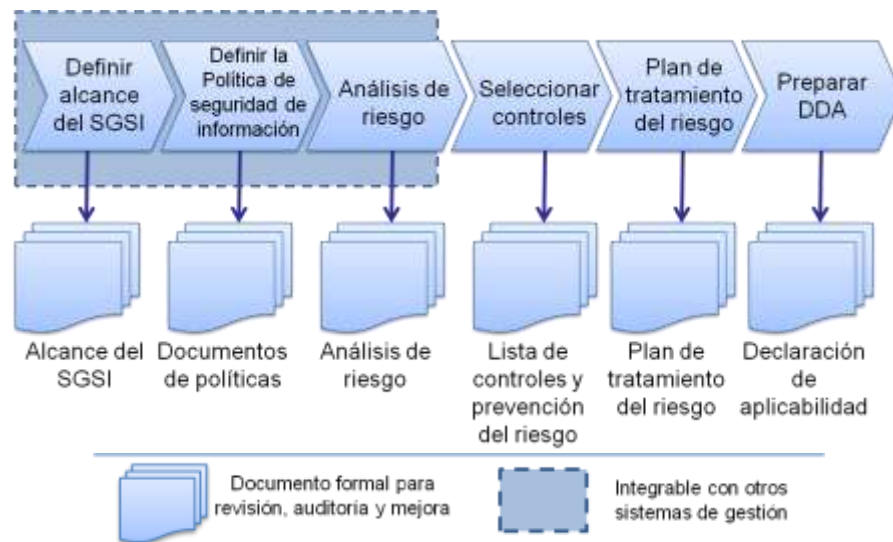 Definir
alcance
del SGSI
Definir la
Política de
seguridad de
información
Análisis de
riesgo
Seleccionar
controles
Plan de
tratamiento
del riesgo
Preparar
DDA
Alcance del
SGSI
Documentos
de políticas
Análisis de
riesgo
Lista de
controles y
prevención
del riesgo
Plan de
tratamiento
del riesgo
Declaración
de
aplicabilidad
Documento formal para
revisión, auditoría y mejora
Integrable con otros
sistemas de gestión